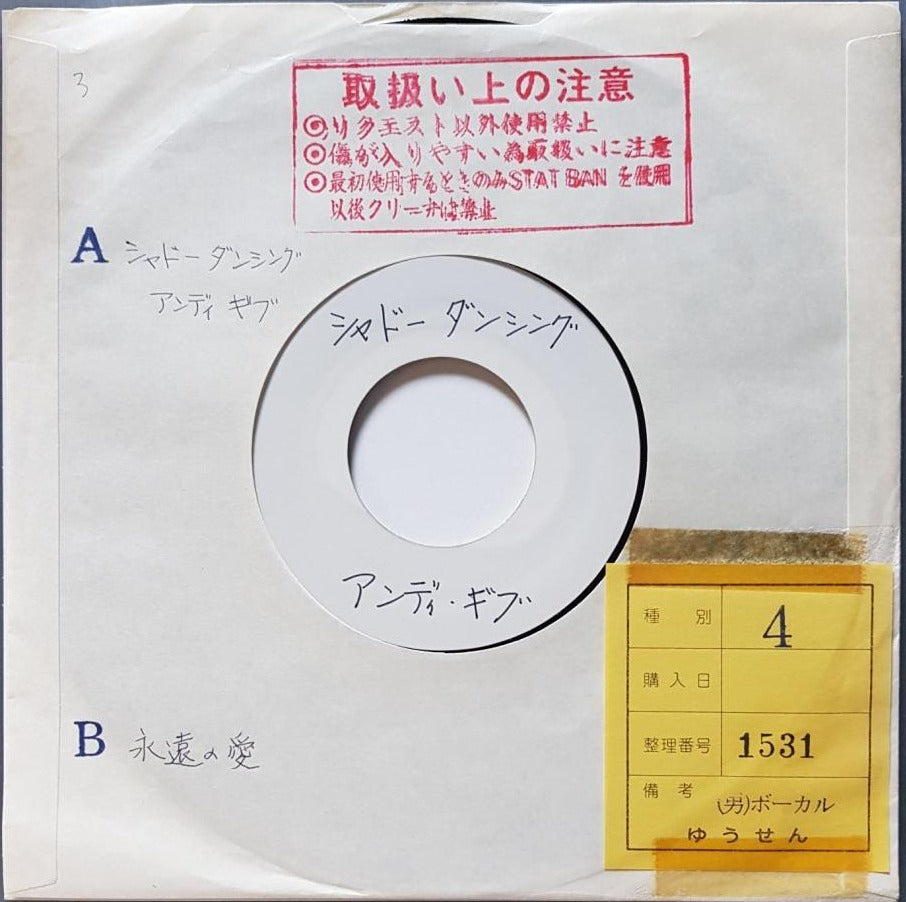 3
取扱い上の注意
◎リクエスト以外使用禁止
◎傷が入りやすい為取扱いに注意
◎最初使用するときのみSTAT BAN を使用
以後クリーナは禁止
A シャドー ダンシング
アンディ ギブ
シャドー ダンシング
アンディ・ギブ
B 永遠の愛
種別 4
購入日
整理番号 1531
備考 (男)ボーカル
ゆうせん